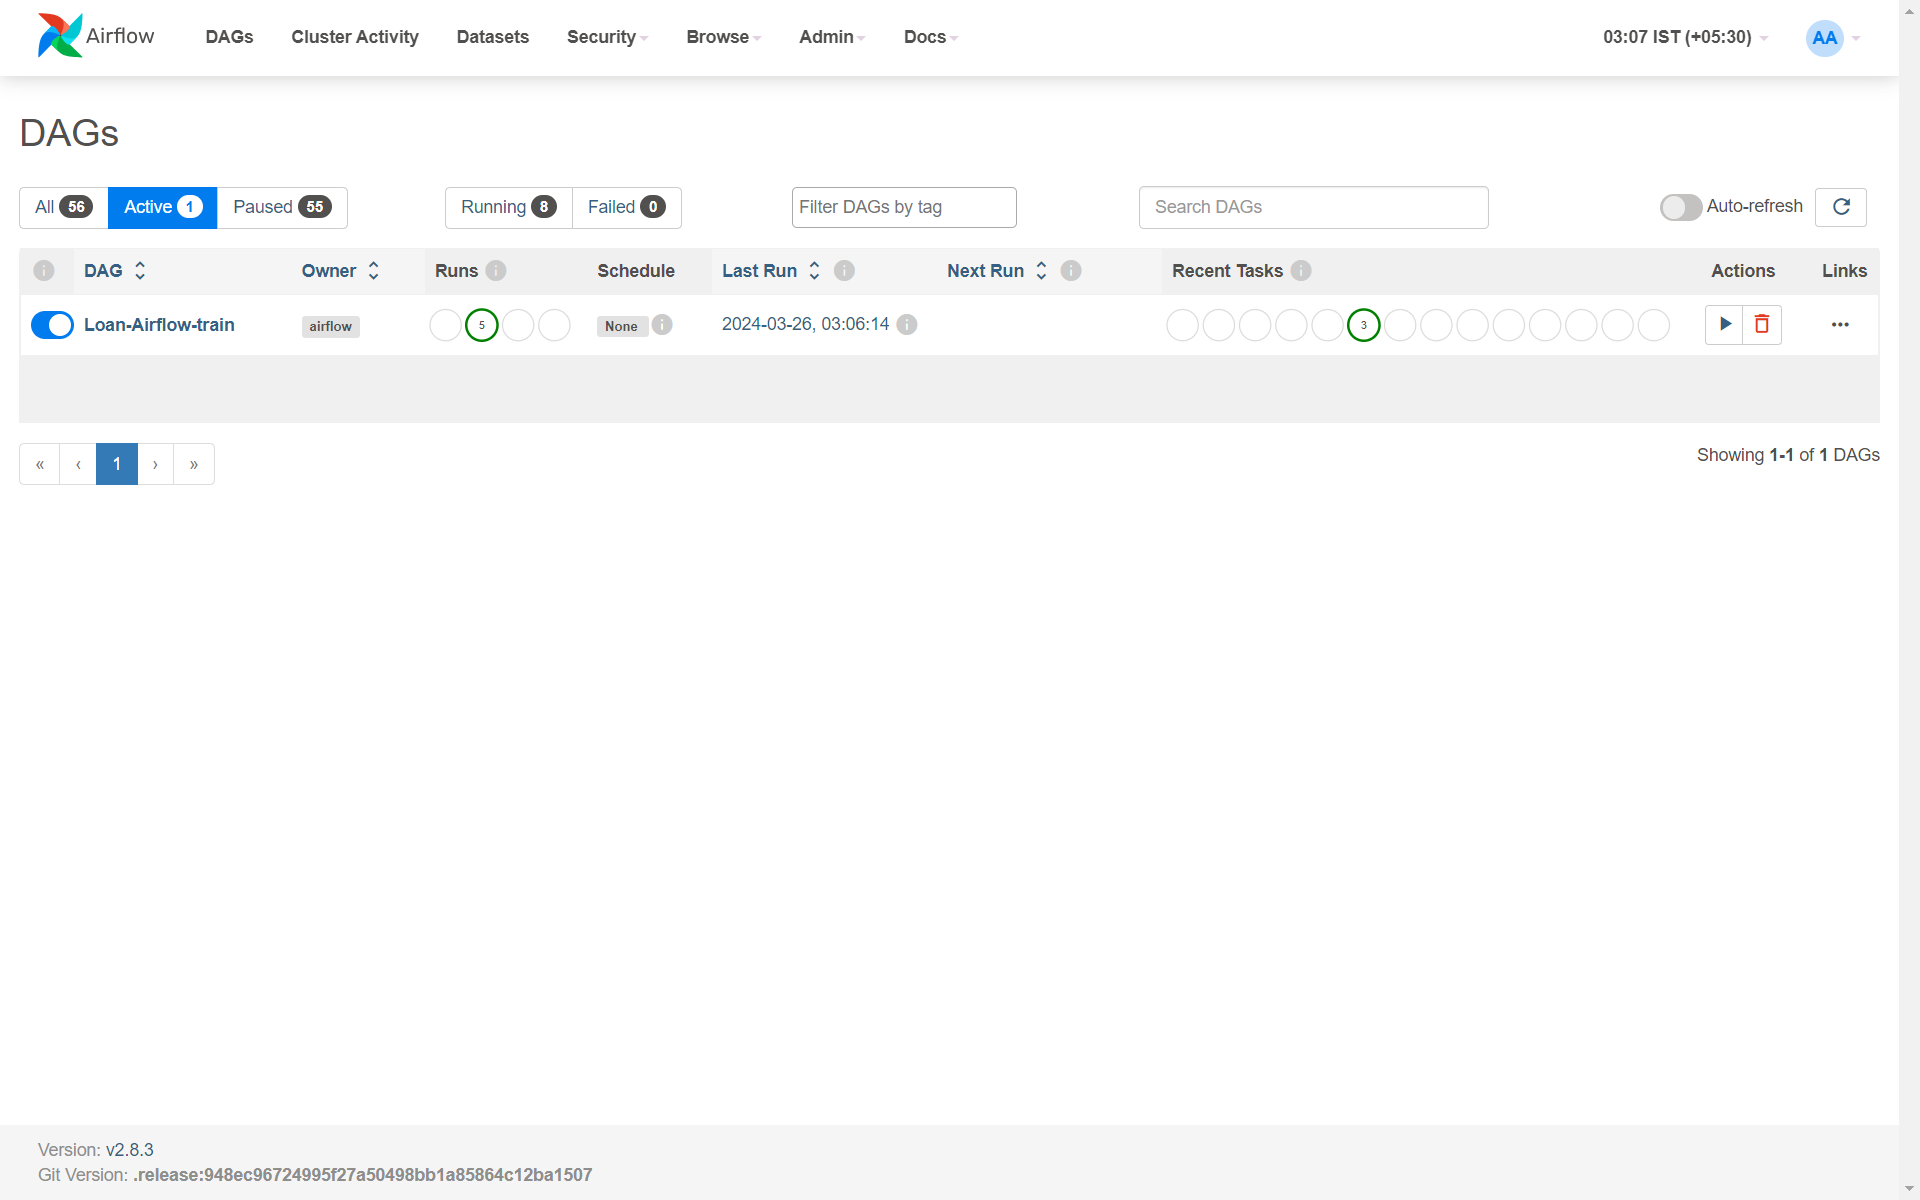 Airflow DAGs Cluster Activity Datasets Security Browse Admin Docs 03:07 IST (+05:30) AA
DAGs
All 56 Active 1 Paused 55 Running 8 Failed 0 Filter DAGs by tag Search DAGs Auto-refresh
DAG Owner Runs Schedule Last Run Next Run Recent Tasks Actions Links
Loan-Airflow-train airflow 5 None 2024-03-26, 03:06:14 3
« ‹ 1 › » Showing 1-1 of 1 DAGs
Version: v2.8.3
Git Version: .release:948ec96724995f27a50498bb1a85864c12ba1507